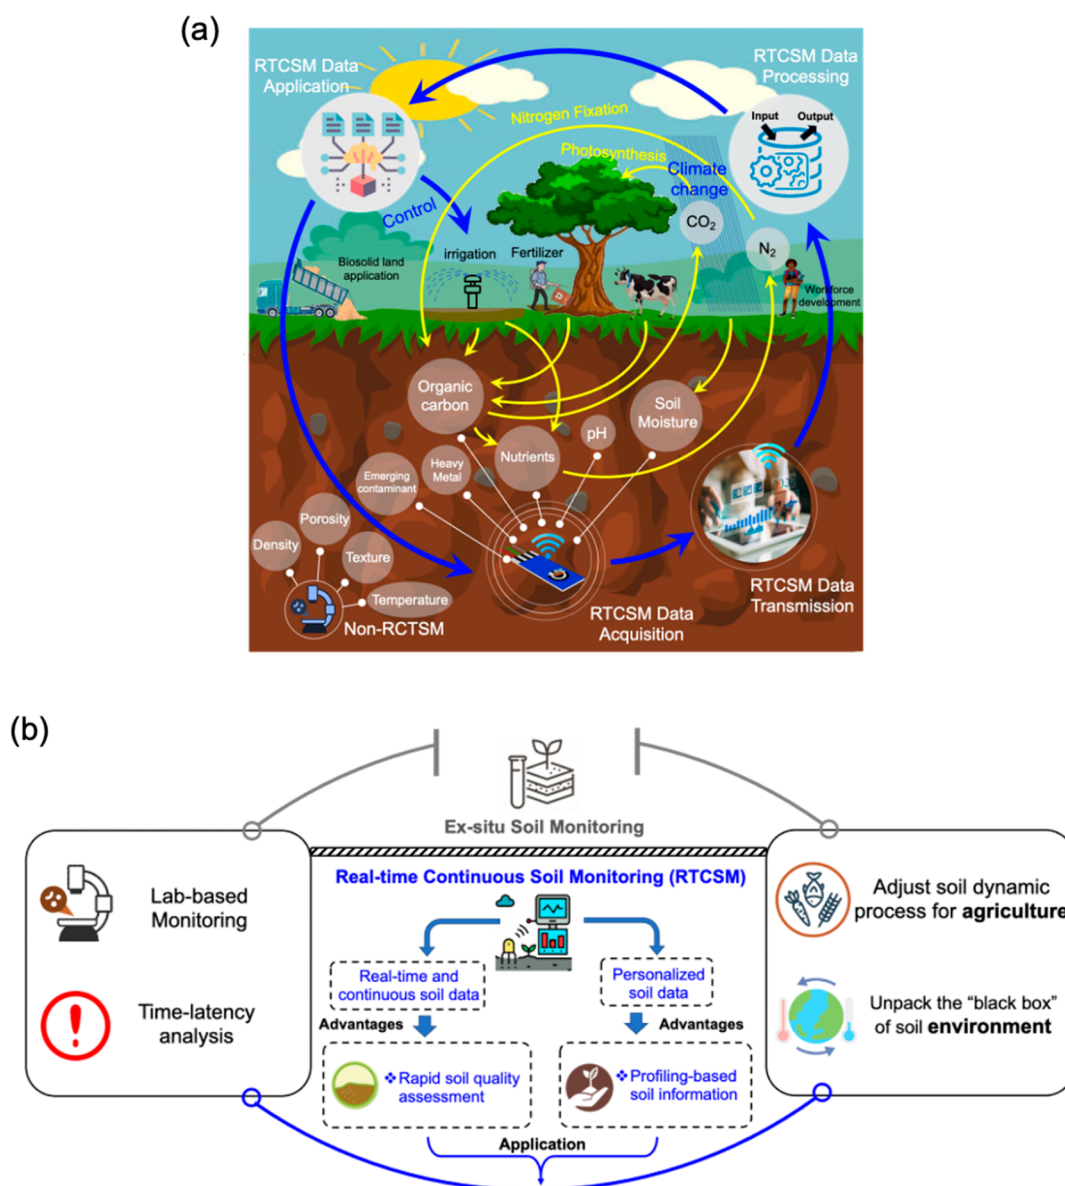 (a)
RTCSM Data
Application
RTCSM Data
Processing
Input
Output
Nitrogen Fixation
Photosynthesis
Climate
change
CO2
N2
Control
Biosolid land
application
irrigation
Fertilizer
Workforce
development
Organic
carbon
Soil
Moisture
pH
Nutrients
Heavy
Metal
Emerging
contaminant
Porosity
Density
Texture
Temperature
Non-RCTSM
RTCSM Data
Acquisition
RTCSM Data
Transmission
(b)
Ex-situ Soil Monitoring
Lab-based
Monitoring
Time-latency
analysis
Real-time Continuous Soil Monitoring (RTCSM)
Real-time and
continuous soil data
Personalized
soil data
Advantages
Advantages
❖Rapid soil quality
assessment
❖Profiling-based
soil information
Application
Adjust soil dynamic
process for agriculture
Unpack the “black box”
of soil environment